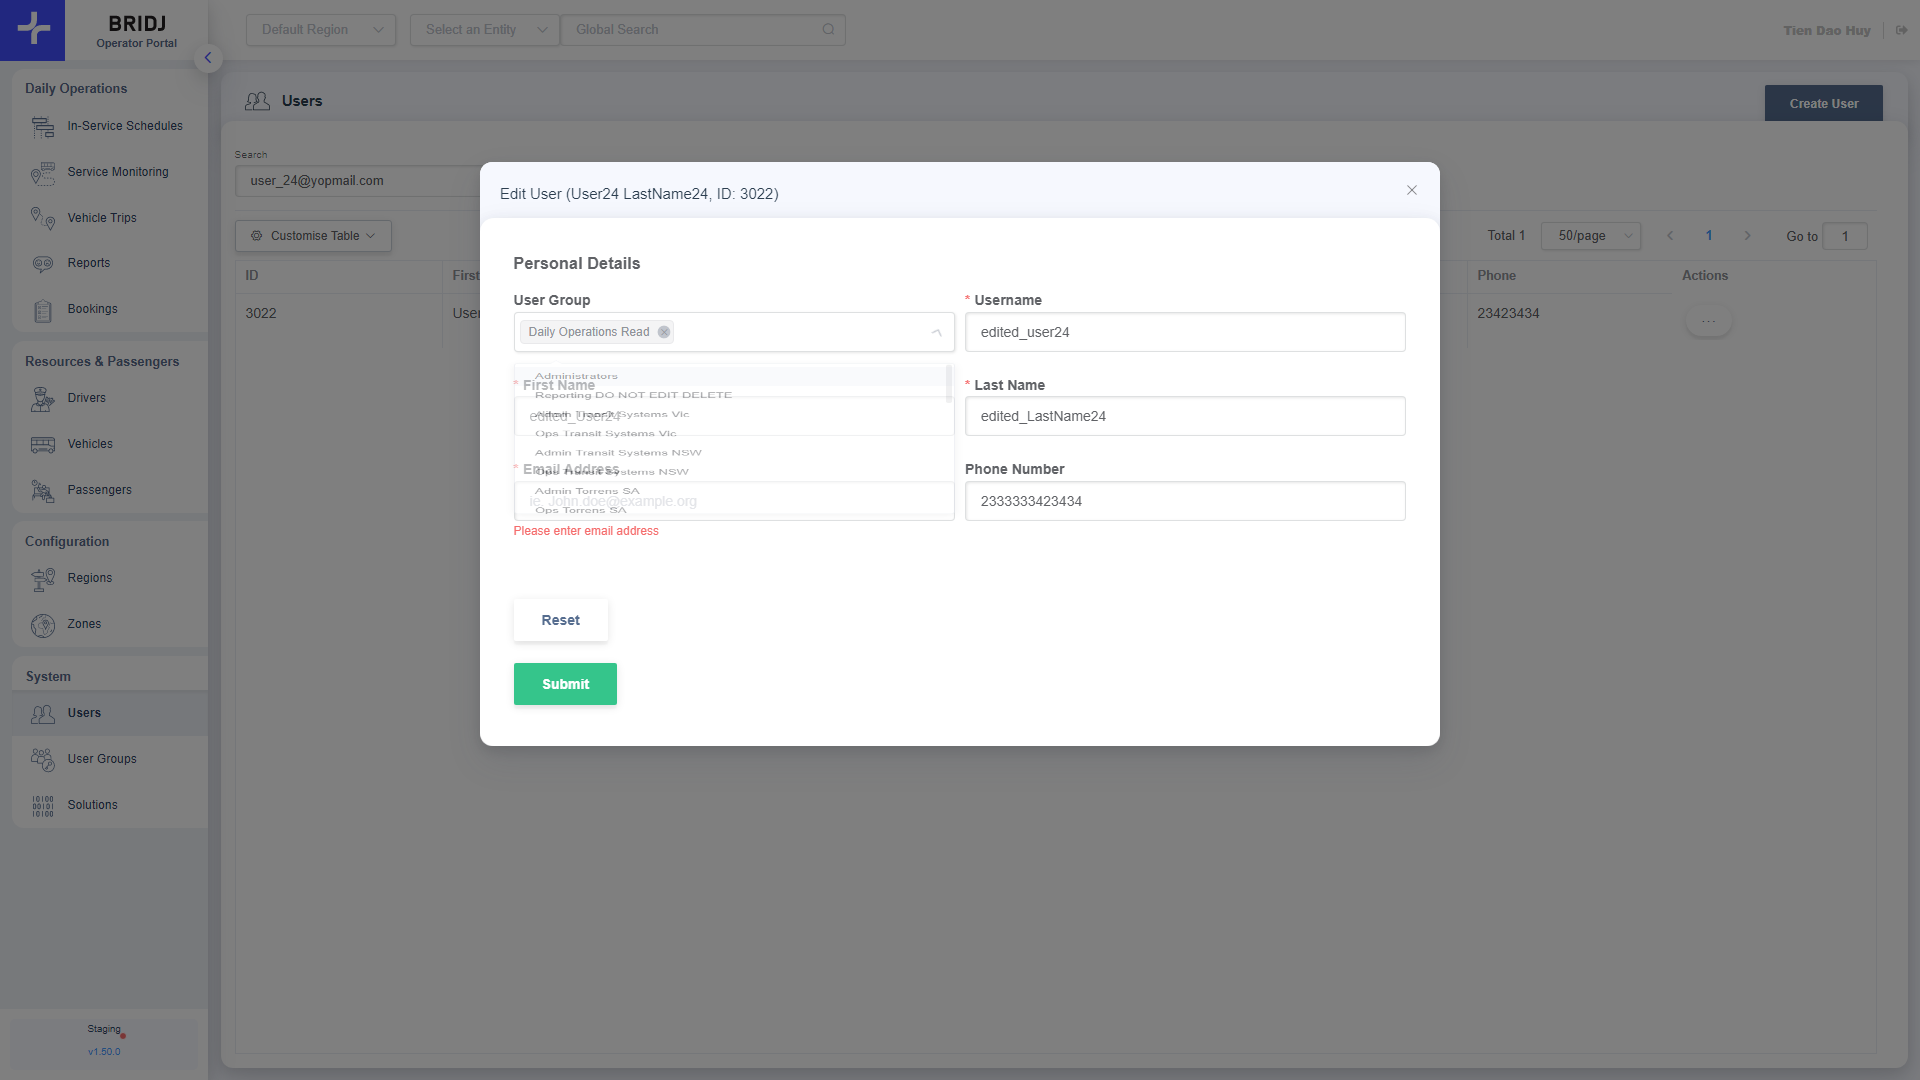 BRIDJ
Operator Portal
Default Region
Select an Entity
Global Search
Tien Dao Huy
Daily Operations
In-Service Schedules
Service Monitoring
Vehicle Trips
Reports
Bookings
Resources & Passengers
Drivers
Vehicles
Passengers
Configuration
Regions
Zones
System
Users
User Groups
Solutions
Staging
v1.50.0
Users
Create User
Search
user_24@yopmail.com
Customise Table
Total 1
50/page
1
Go to
1
ID
First
Phone
Actions
3022
User
23423434
...
Edit User (User24 LastName24, ID: 3022)
Personal Details
User Group
* Username
Daily Operations Read
edited_user24
Administrators
* First Name
* Last Name
Reporting DO NOT EDIT DELETE
Admin Transit Systems Vic
edited_User24
edited_LastName24
Ops Transit Systems Vic
Admin Transit Systems NSW
* Email Address
Phone Number
Ops Transit Systems NSW
Admin Torrens SA
ie. John.doe@example.org
2333333423434
Ops Torrens SA
Please enter email address
Reset
Submit